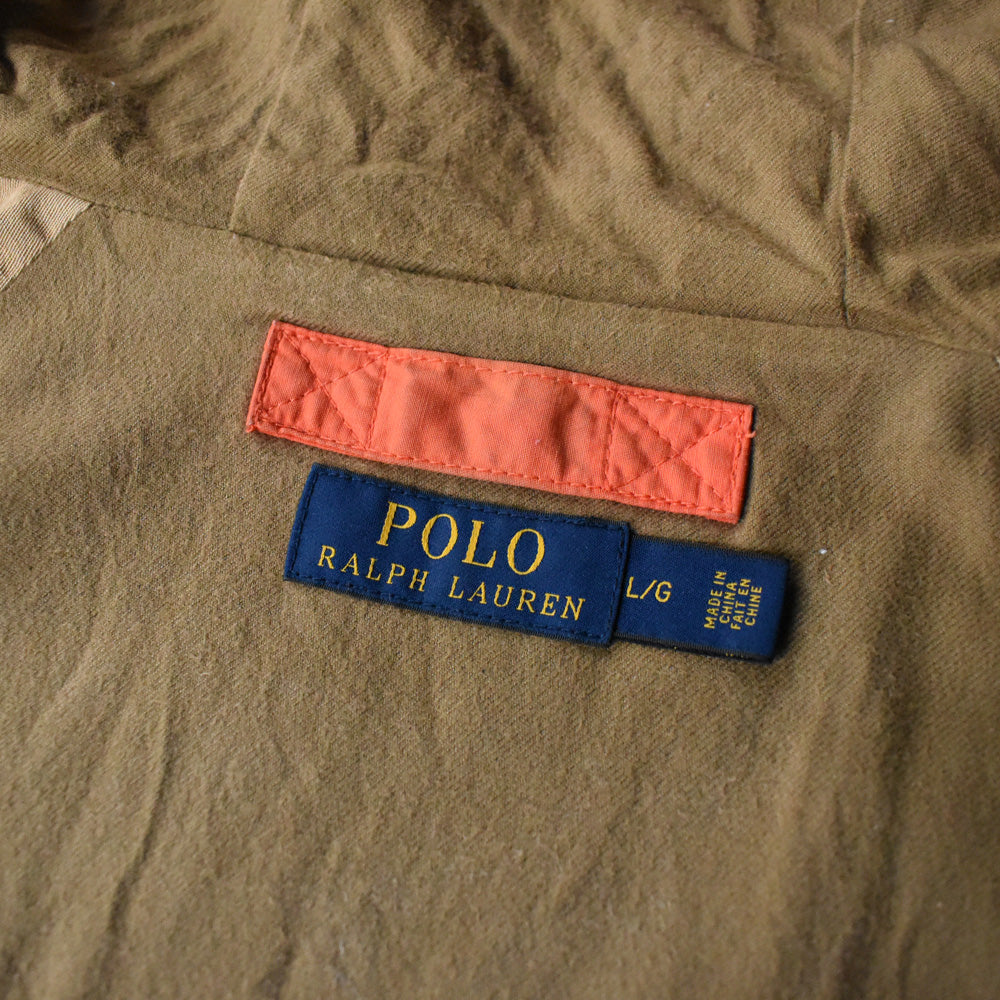 POLO
RALPH LAUREN
L/G
MADE IN
CHINA
FAIT EN
CHINE